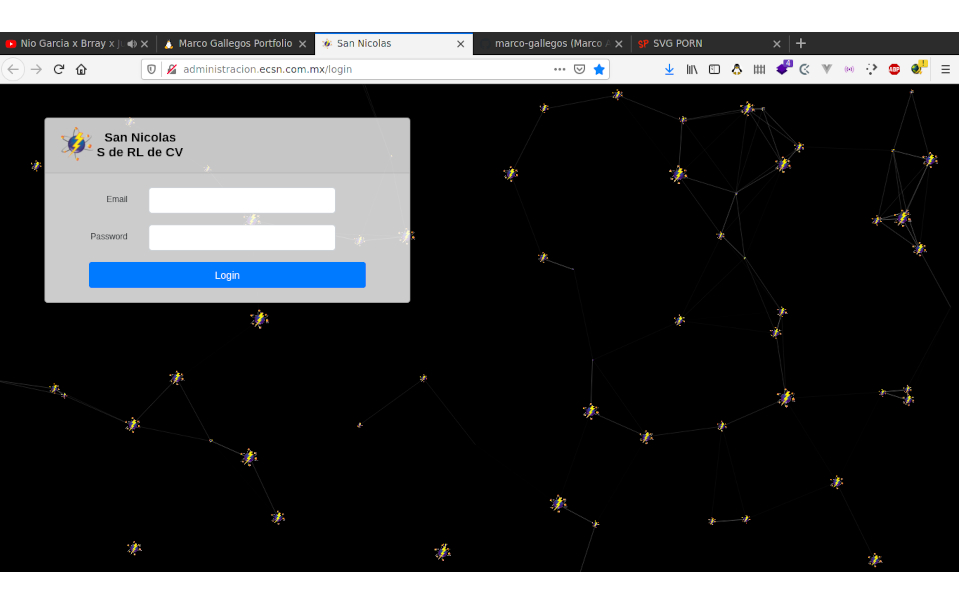 Nio Garcia x Brray x
Marco Gallegos Portfolio
San Nicolas
marco-gallegos (Marco
SVG PORN
administracion.ecsn.com.mx/login
ABP
San Nicolas
S de RL de CV
Email
Password
Login